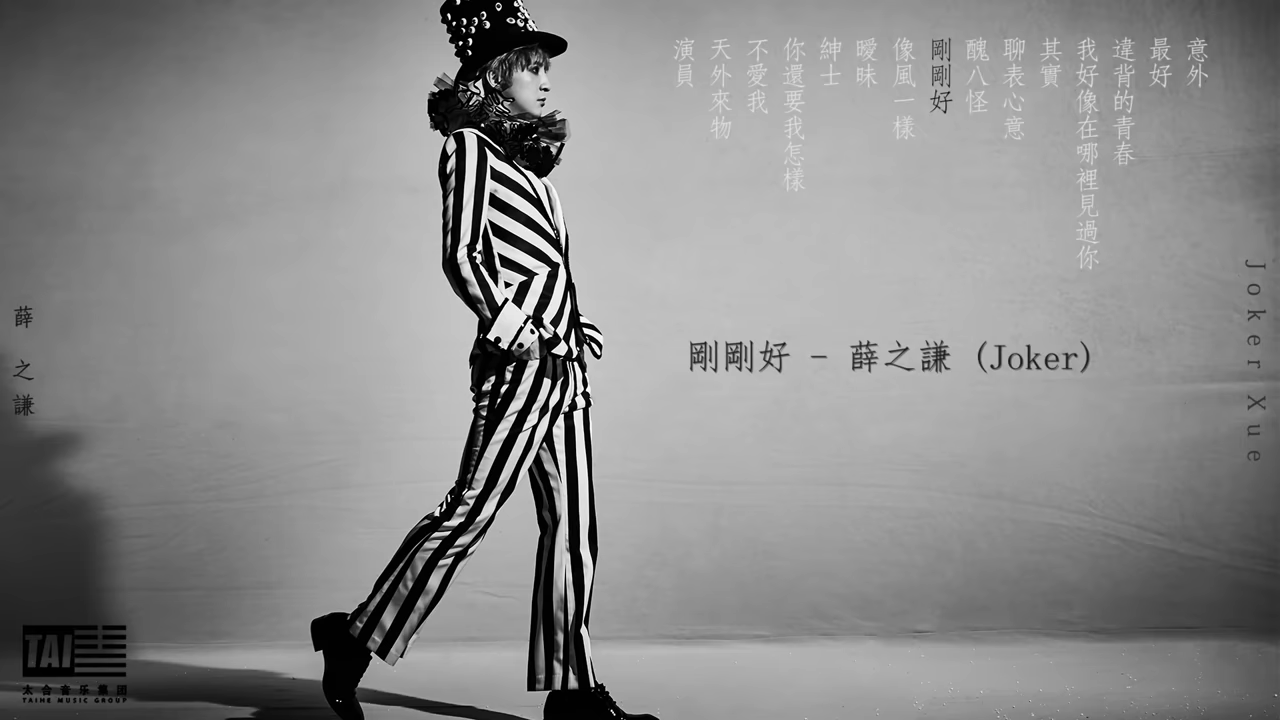 意外
最好
違背的青春
我好像在哪裡見過你
其實
聊表心意
醜八怪
剛剛好
像風一樣
曖昧
紳士
你還要我怎樣
不愛我
天外來物
演員
剛剛好 - 薛之謙 (Joker)
Joker Xue
薛之謙
TAI
太合音乐集团
TAIHE MUSIC GROUP